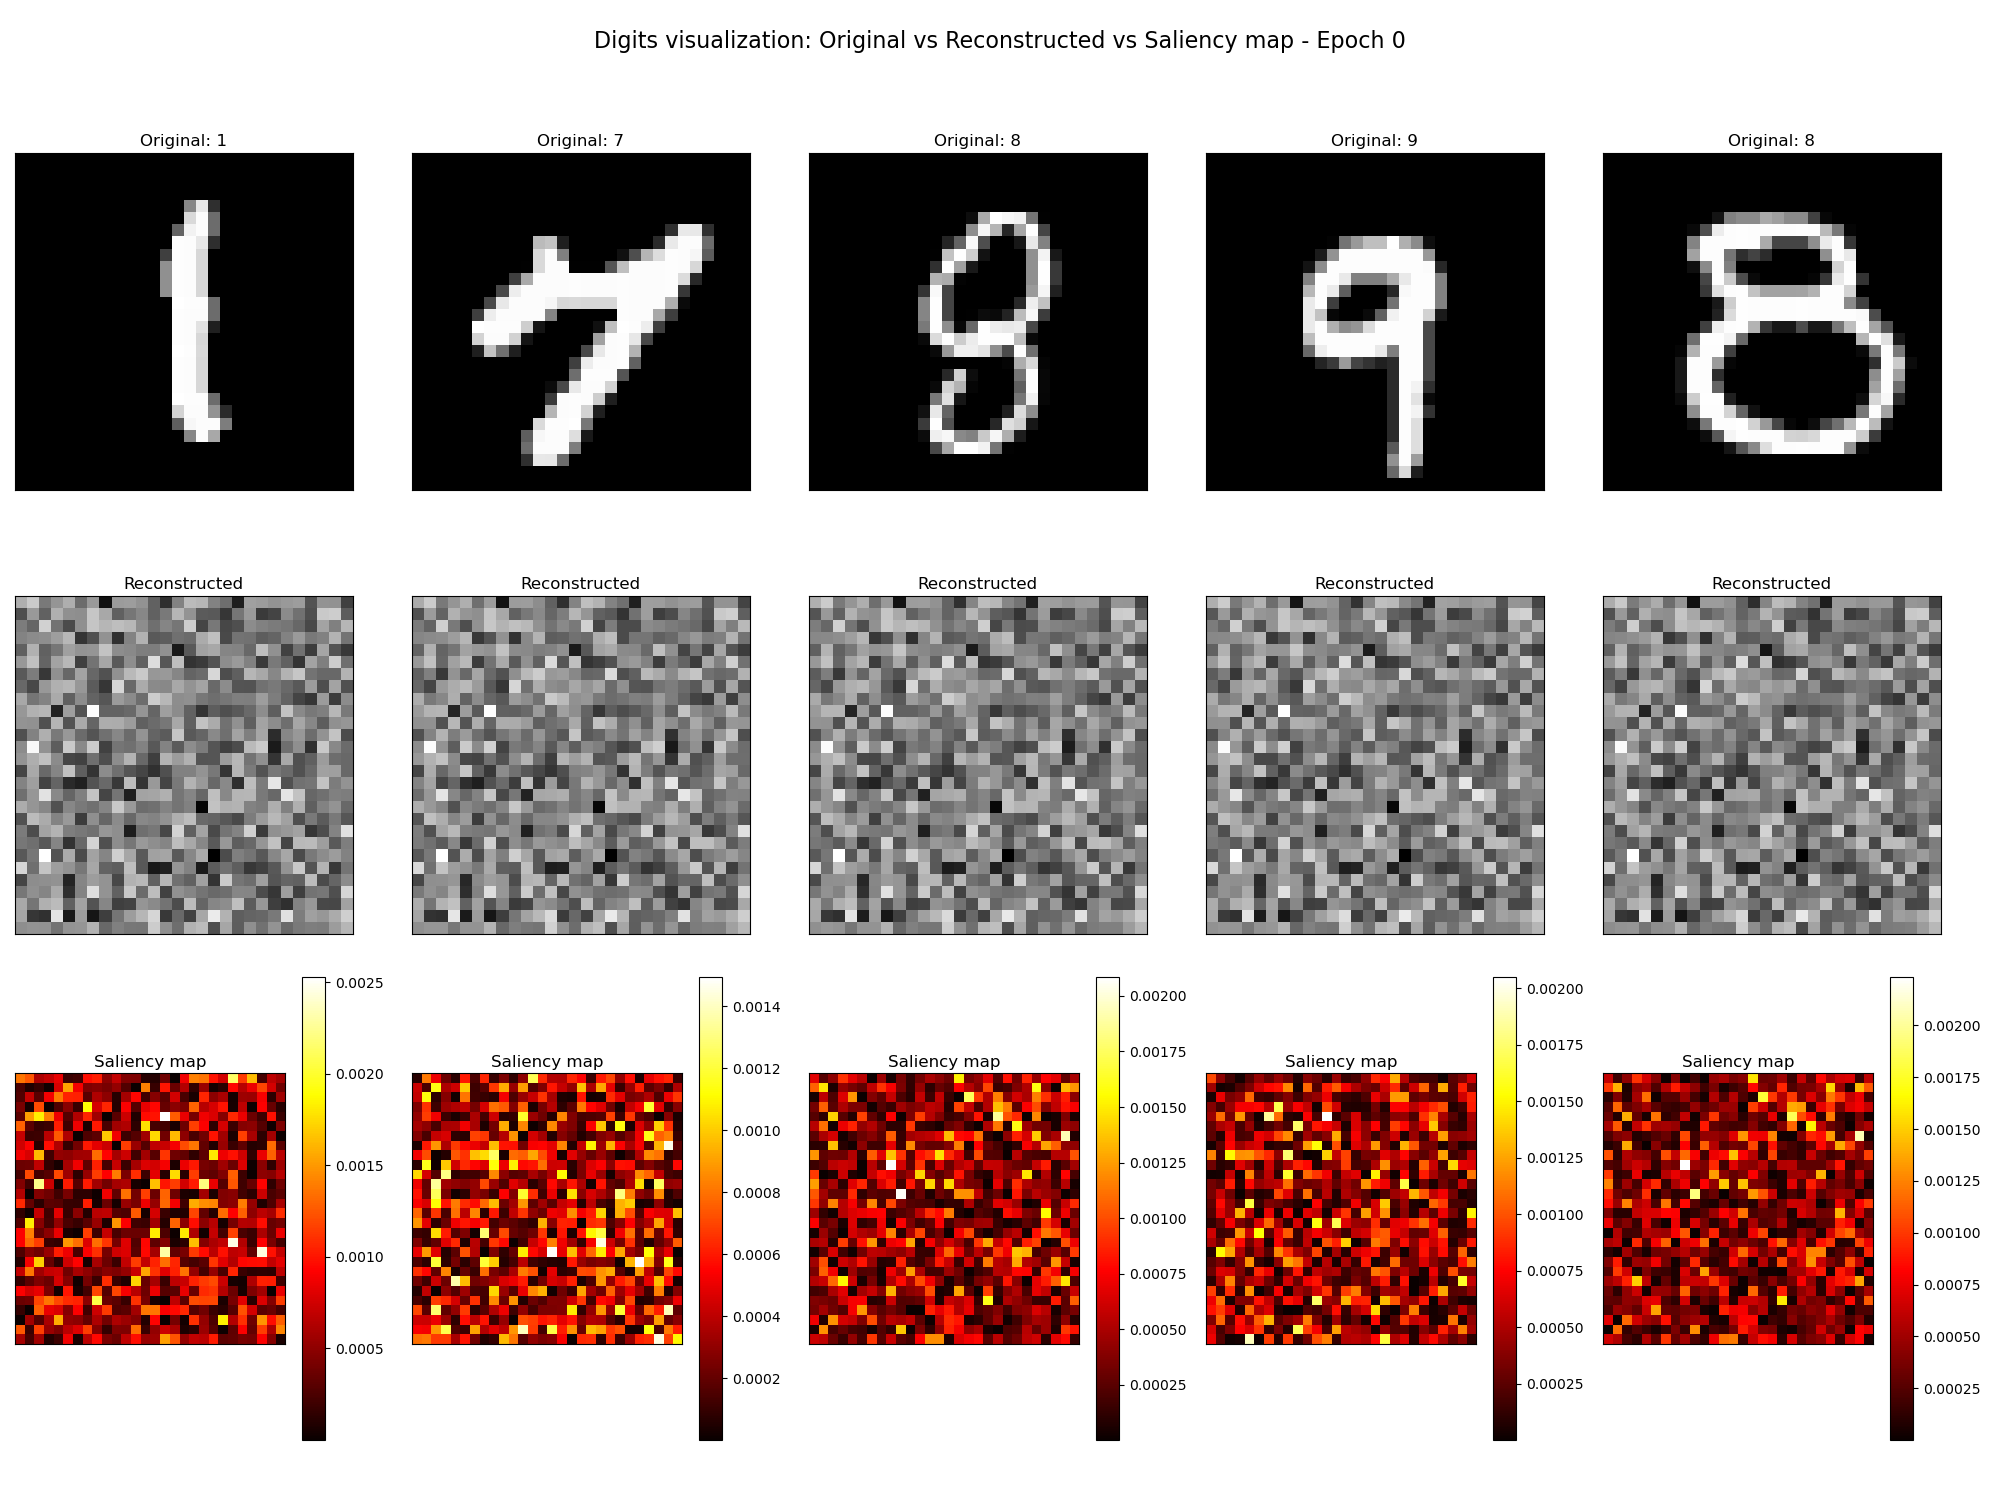 Digits visualization: Original vs Reconstructed vs Saliency map - Epoch 0
Original: 1
Original: 7
Original: 8
Original: 9
Original: 8
Reconstructed
Reconstructed
Reconstructed
Reconstructed
Reconstructed
Saliency map
0.0025
0.0020
0.0015
0.0010
0.0005
Saliency map
0.0014
0.0012
0.0010
0.0008
0.0006
0.0004
0.0002
Saliency map
0.00200
0.00175
0.00150
0.00125
0.00100
0.00075
0.00050
0.00025
Saliency map
0.00200
0.00175
0.00150
0.00125
0.00100
0.00075
0.00050
0.00025
Saliency map
0.00200
0.00175
0.00150
0.00125
0.00100
0.00075
0.00050
0.00025